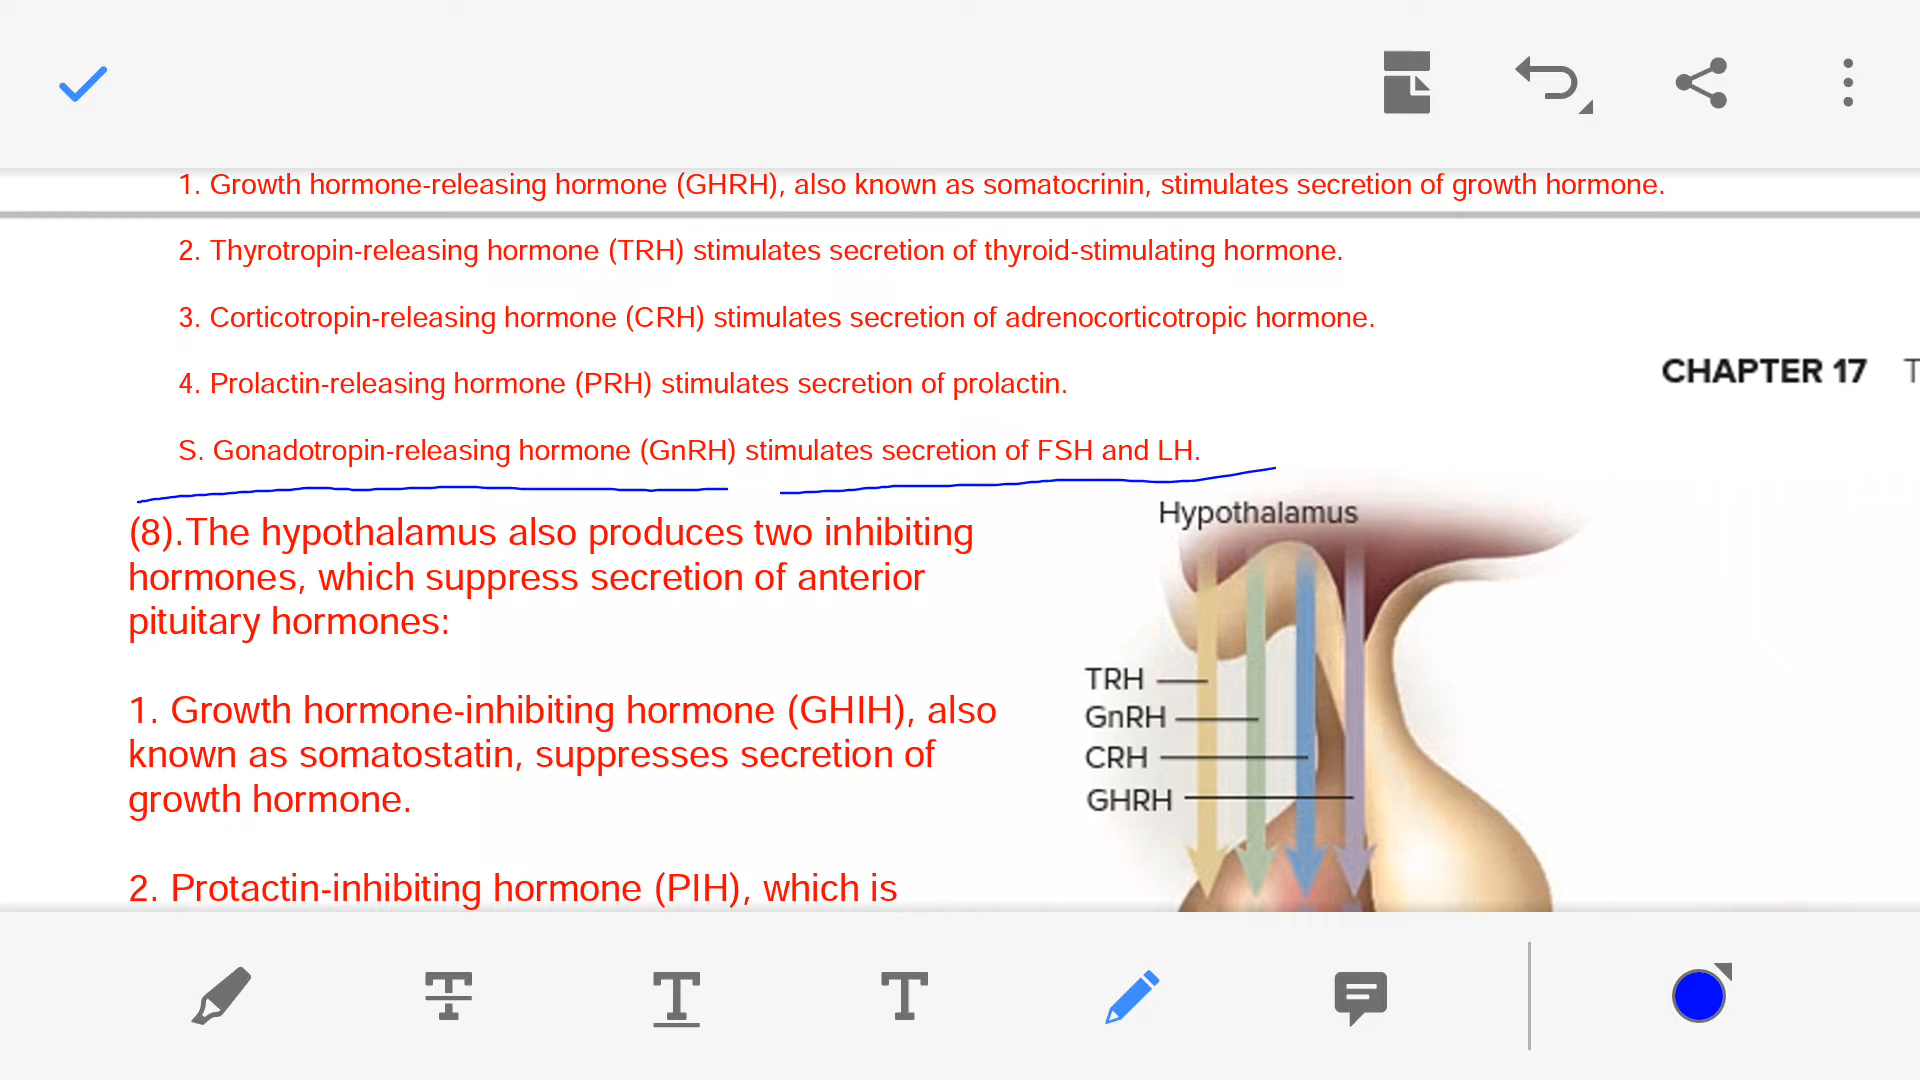 1. Growth hormone-releasing hormone (GHRH), also known as somatocrinin, stimulates secretion of growth hormone.
2. Thyrotropin-releasing hormone (TRH) stimulates secretion of thyroid-stimulating hormone.
3. Corticotropin-releasing hormone (CRH) stimulates secretion of adrenocorticotropic hormone.
CHAPTER 17 T
4. Prolactin-releasing hormone (PRH) stimulates secretion of prolactin.
S. Gonadotropin-releasing hormone (GnRH) stimulates secretion of FSH and LH.
(8).The hypothalamus also produces two inhibiting
hormones, which suppress secretion of anterior
pituitary hormones:
1. Growth hormone-inhibiting hormone (GHIH), also
known as somatostatin, suppresses secretion of
growth hormone.
2. Protactin-inhibiting hormone (PIH), which is
Hypothalamus
TRH
GnRH
CRH
GHRH